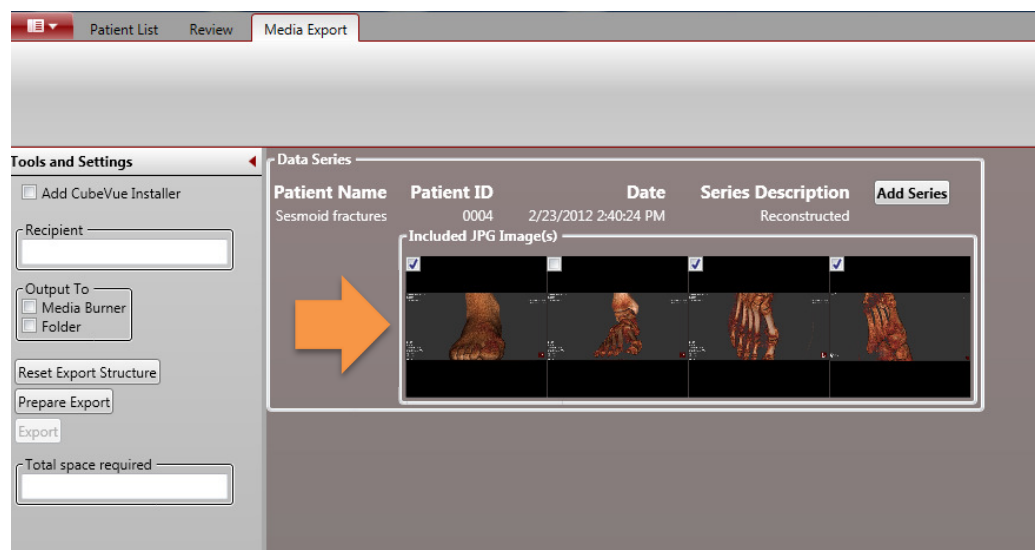 Patient List Review Media Export
Tools and Settings
Add CubeVue Installer
Recipient
Output To
Media Burner
Folder
Reset Export Structure
Prepare Export
Export
Total space required
Data Series
Patient Name Patient ID Date Series Description Add Series
Sesmoid fractures 0004 2/23/2012 2:40:24 PM Reconstructed
Included JPG Image(s)